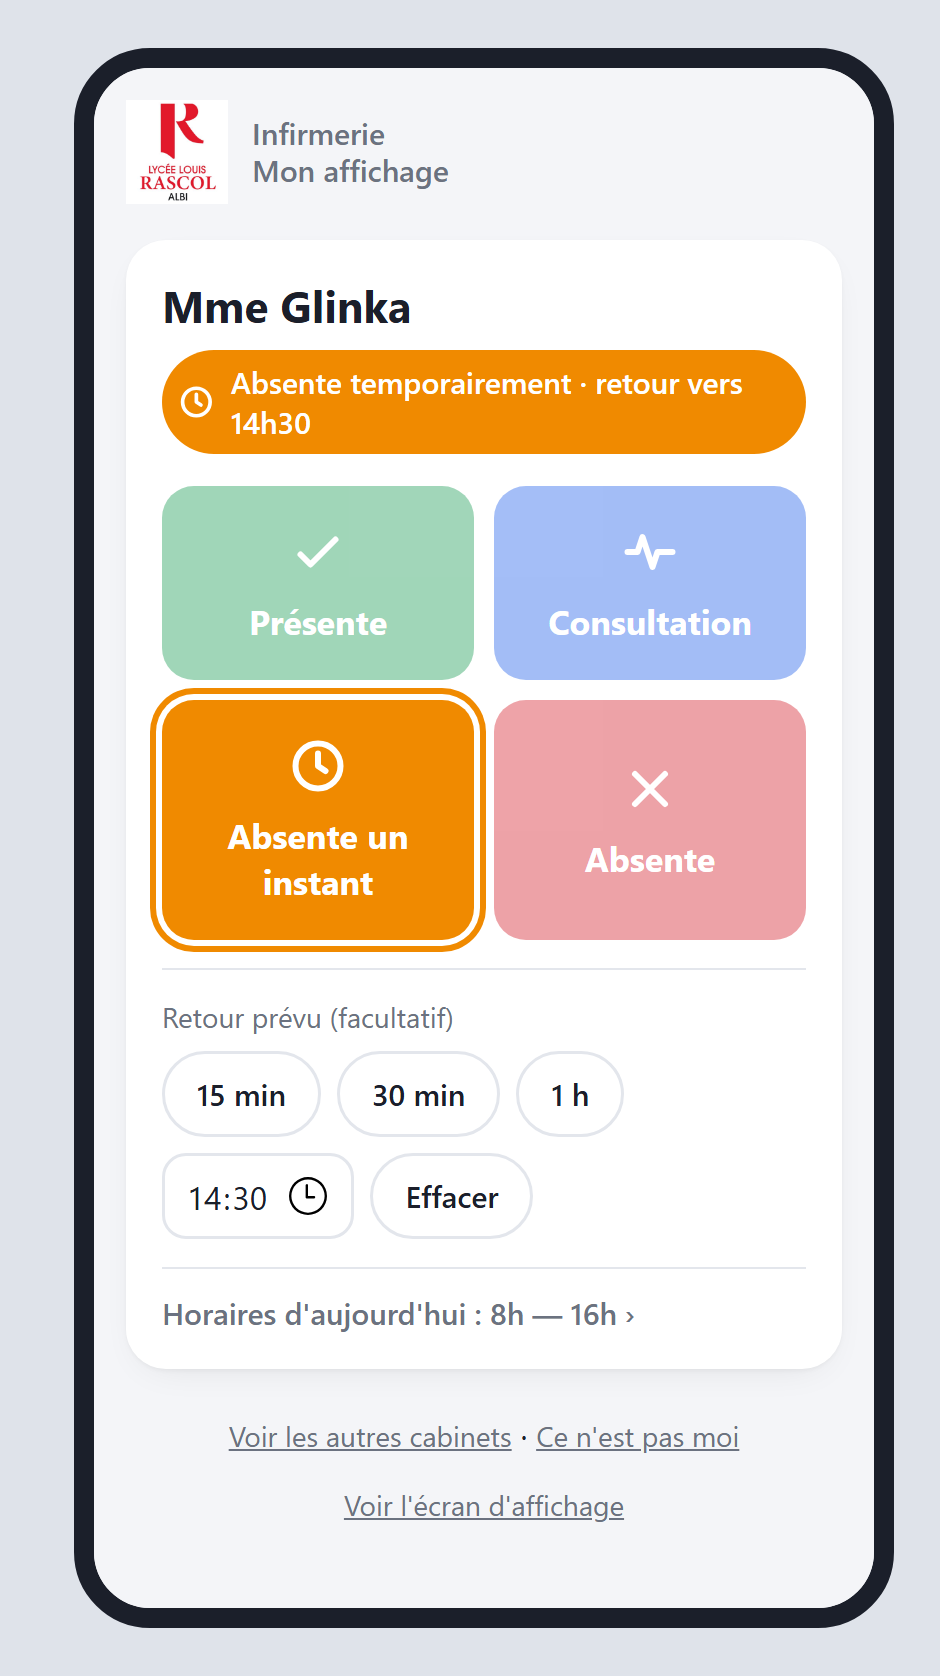 LYCÉE LOUIS
RASCOL
ALBI
Infirmerie
Mon affichage
Mme Glinka
Absente temporairement · retour vers
14h30
Présente
Consultation
Absente un
instant
Absente
Retour prévu (facultatif)
15 min
30 min
1 h
14:30
Effacer
Horaires d'aujourd'hui : 8h — 16h ›
Voir les autres cabinets · Ce n'est pas moi
Voir l'écran d'affichage